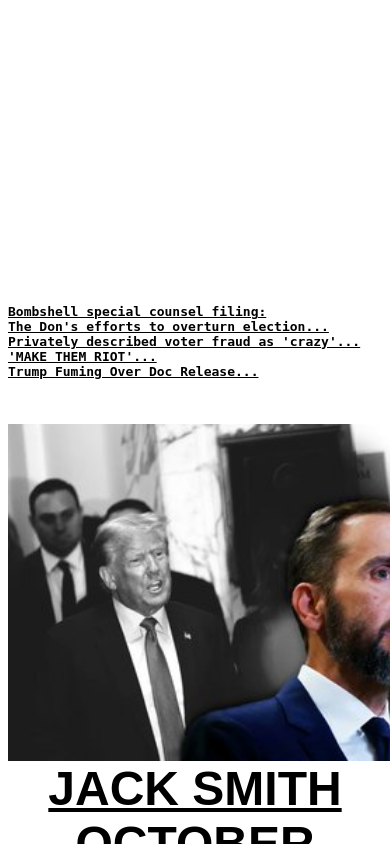 Bombshell special counsel filing:
The Don's efforts to overturn election...
Privately described voter fraud as 'crazy'...
'MAKE THEM RIOT'...
Trump Fuming Over Doc Release...
JACK SMITH
OCTOBER